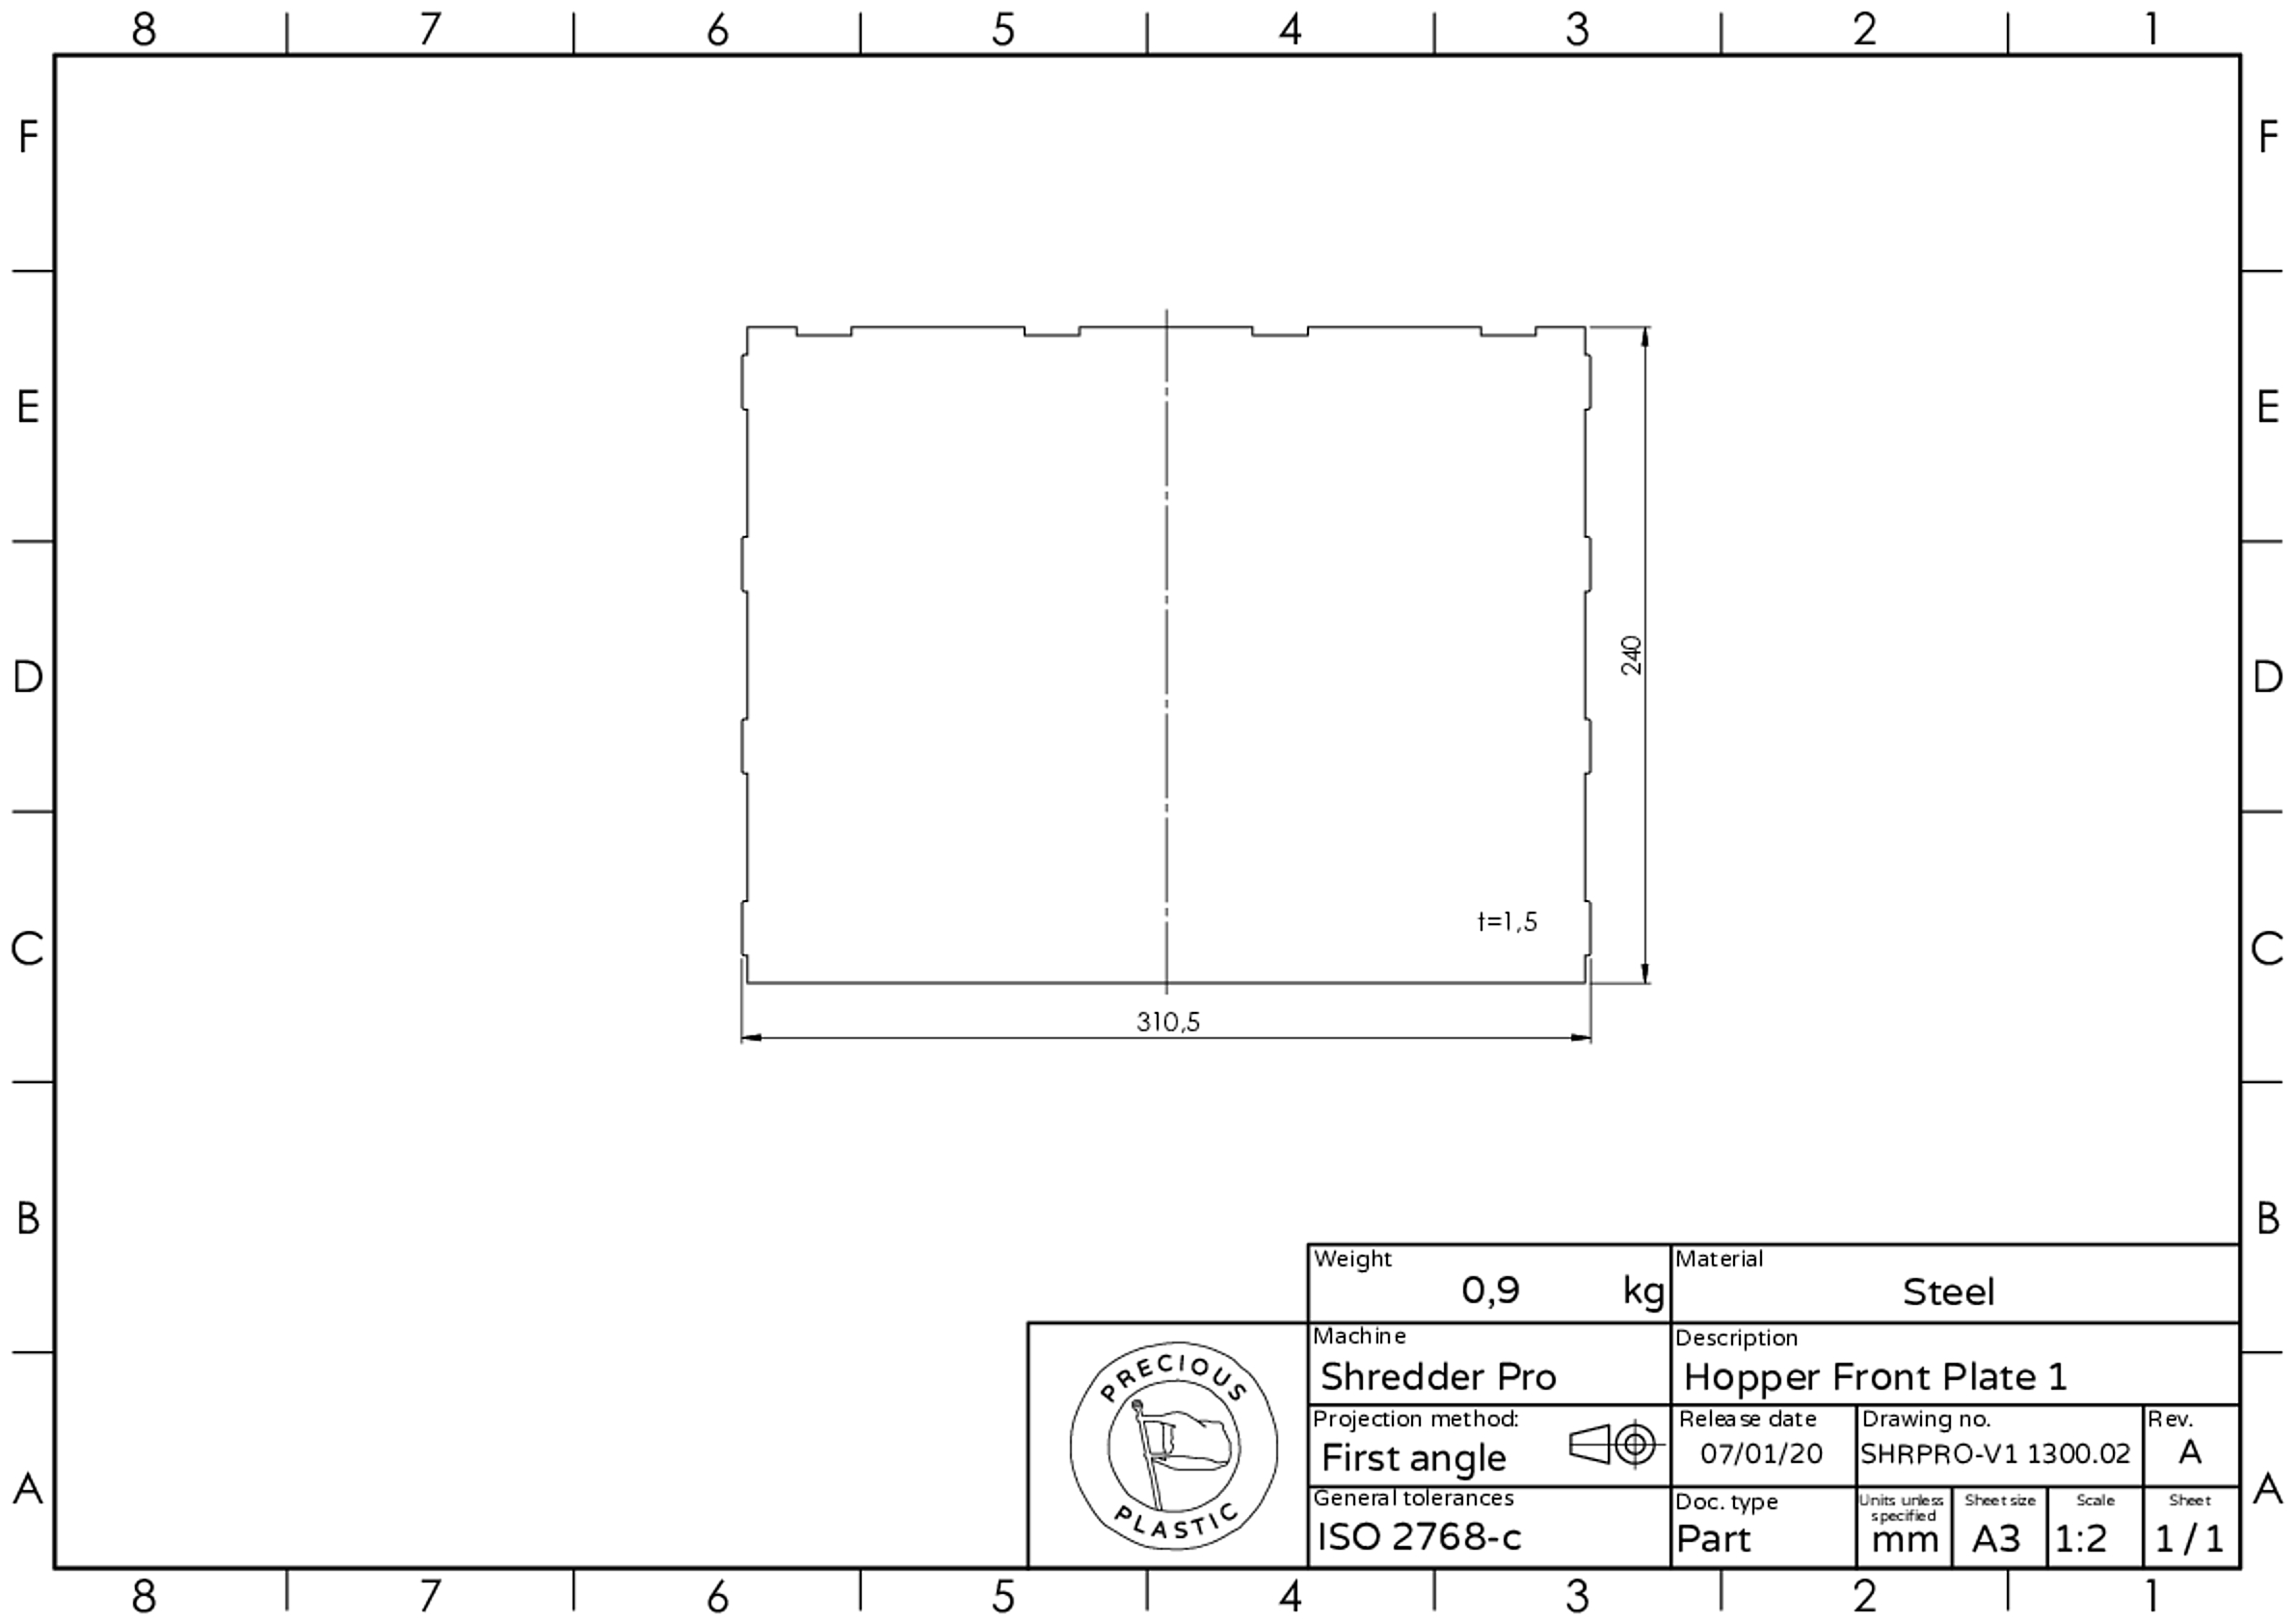 8 7 6 5 4 3 2 1
F F
E E
D D
C C
B B
A A
240
t=1,5
310,5
Weight
0,9 kg
Material
Steel
Machine
Shredder Pro
Description
Hopper Front Plate 1
Projection method:
First angle
Release date
07/01/20
Drawing no.
SHRPRO-V1 1300.02
Rev.
A
General tolerances
ISO 2768-c
Doc. type
Part
Units unless
specified
mm
Sheet size
A3
Scale
1:2
Sheet
1 / 1
PRECIOUS
PLASTIC
8 7 6 5 4 3 2 1